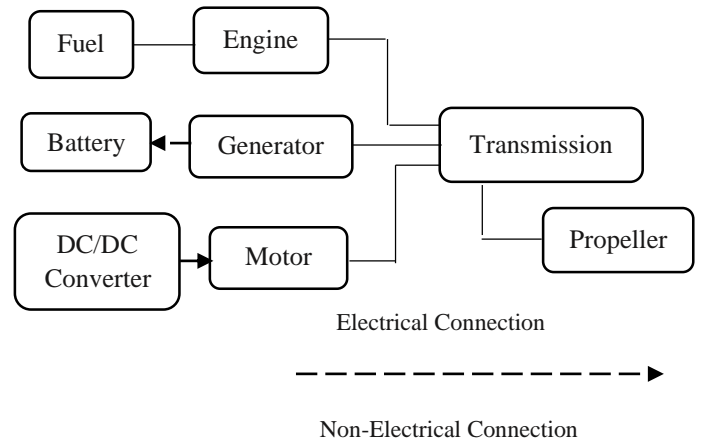 Fuel
Engine
Battery
Generator
Transmission
DC/DC
Converter
Motor
Propeller
Electrical Connection
Non-Electrical Connection